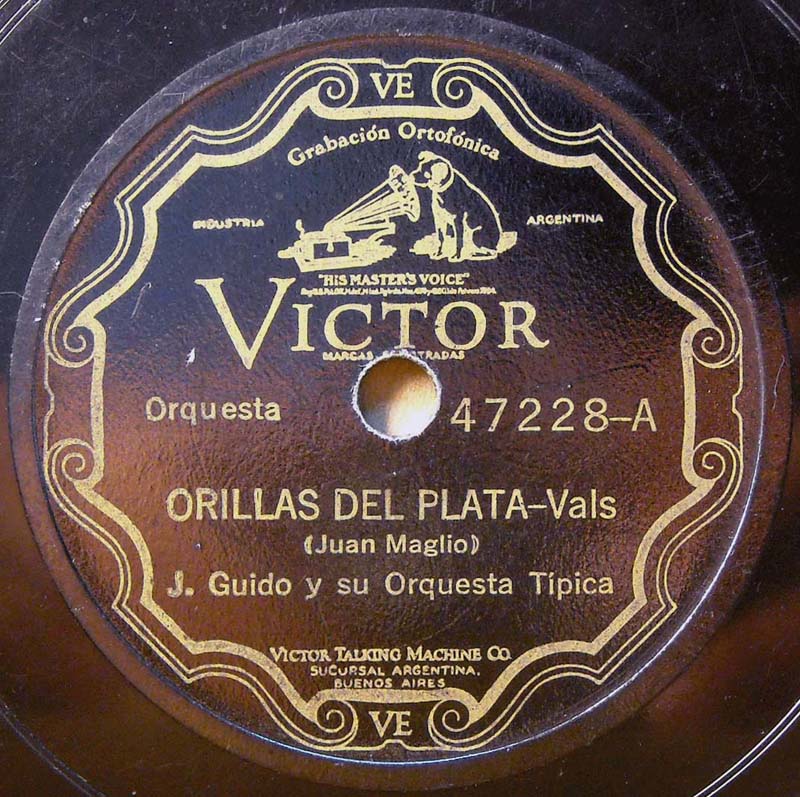 VE
Grabación Ortofónica
INDUSTRIA ARGENTINA
"HIS MASTER'S VOICE"
VICTOR
MARCAS
Orquesta 47228-A
ORILLAS DEL PLATA-Vals
(Juan Maglio)
J. Guido y su Orquesta Típica
VICTOR TALKING MACHINE CO.
SUCURSAL ARGENTINA,
BUENOS AIRES
VE